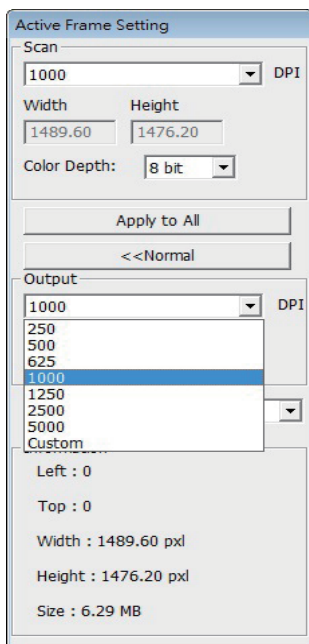 Active Frame Setting
Scan
1000 DPI
Width Height
1489.60 1476.20
Color Depth: 8 bit
Apply to All
<<Normal
Output
1000 DPI
250
500
625
1000
1250
2500
5000
Custom
Left : 0
Top : 0
Width : 1489.60 pxl
Height : 1476.20 pxl
Size : 6.29 MB